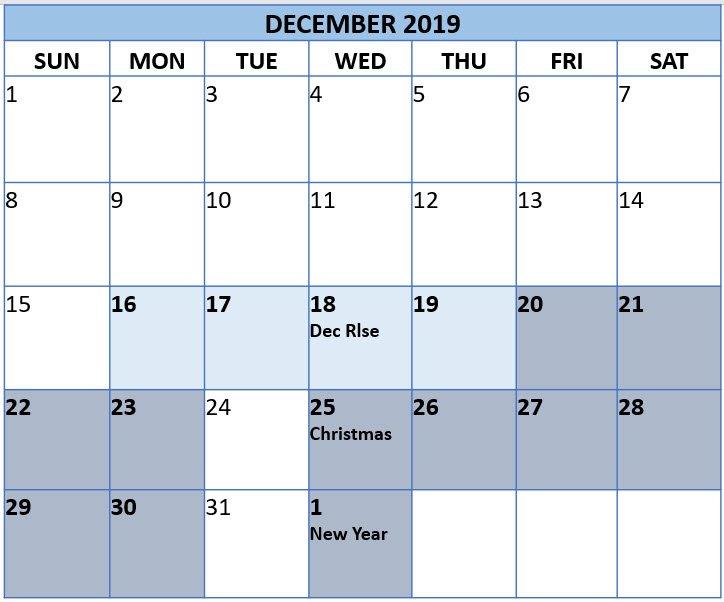 DECEMBER 2019
SUN MON TUE WED THU FRI SAT
1 2 3 4 5 6 7
8 9 10 11 12 13 14
15 16 17 18 19 20 21
Dec Rlse
22 23 24 25 26 27 28
Christmas
29 30 31 1
New Year